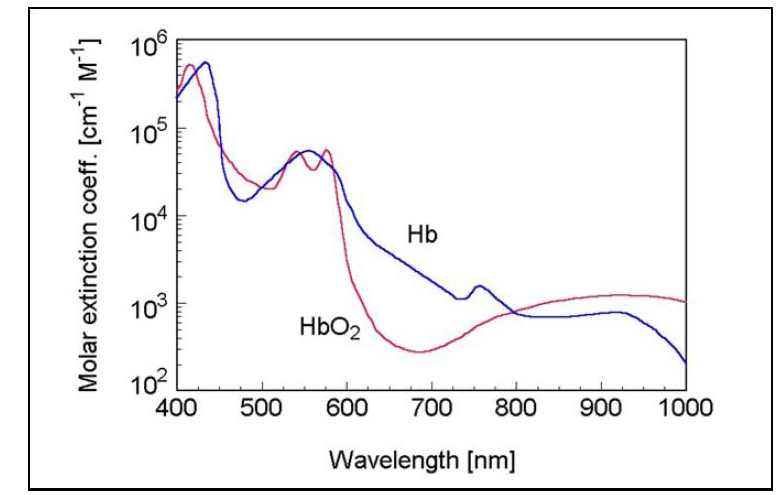 Molar extinction coeff. [cm⁻¹ M⁻¹]
10⁶
10⁵
10⁴
10³
10²
Hb
HbO₂
400 500 600 700 800 900 1000
Wavelength [nm]